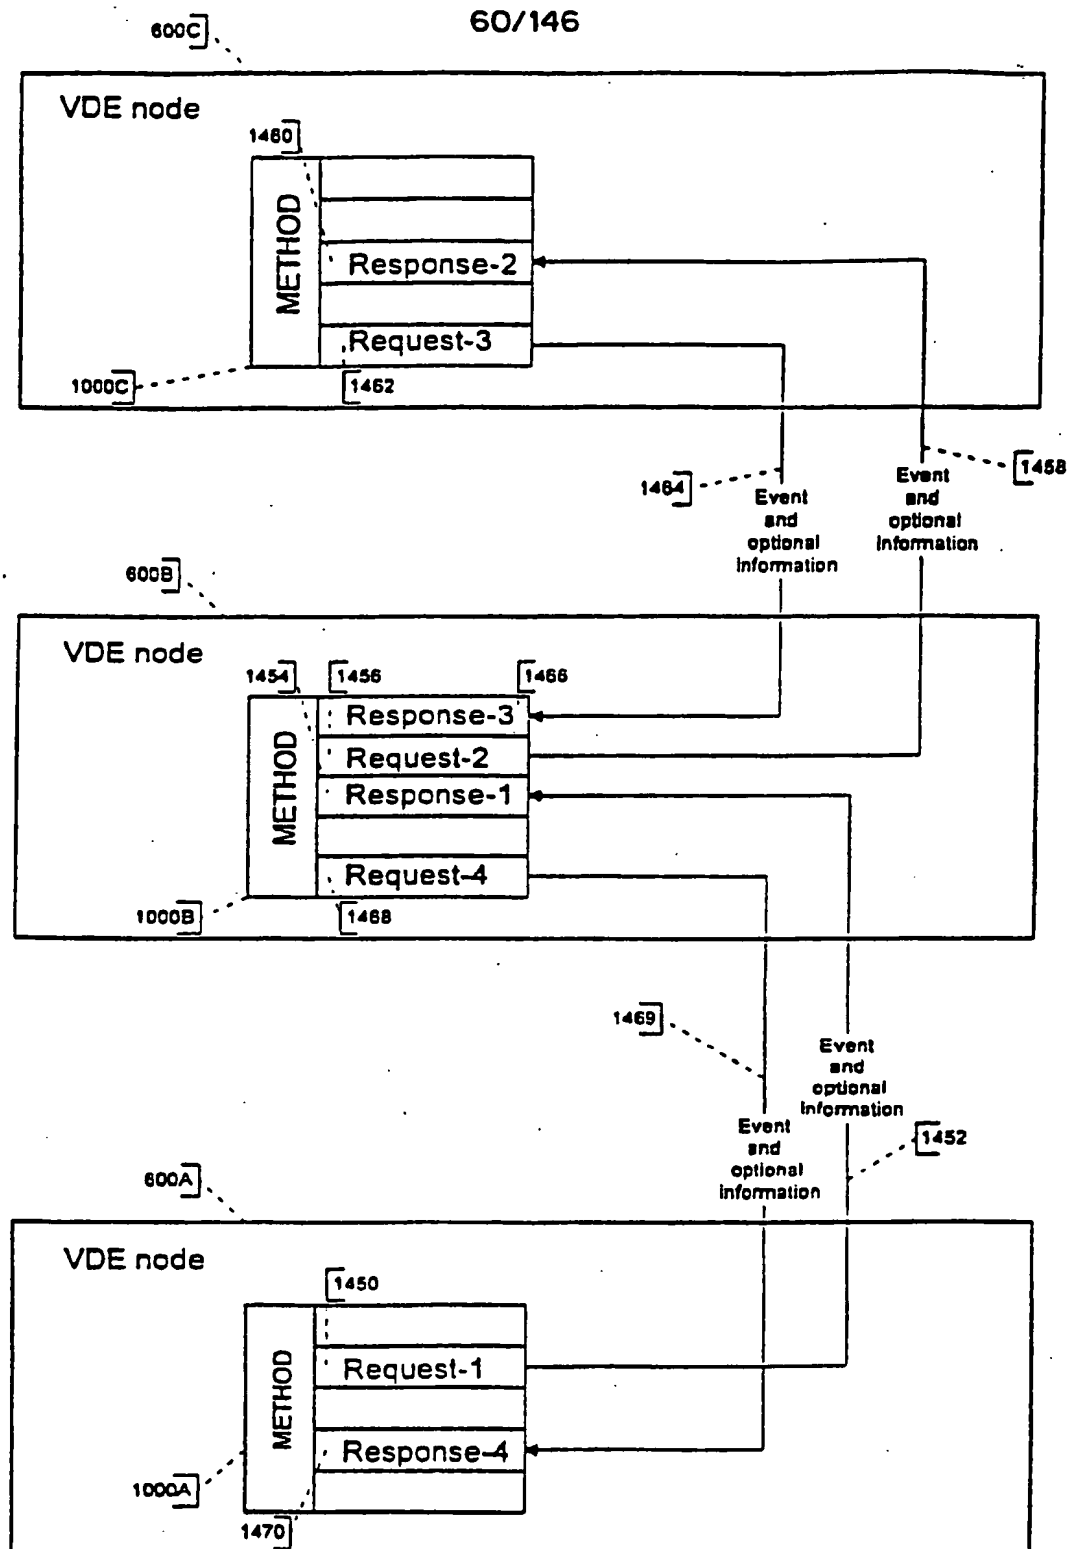 60/146
600C
VDE node
1460
METHOD
Response-2
Request-3
1000C
1462
1464
1458
Event
and
optional
information
Event
and
optional
information
600B
VDE node
1454
1456
1466
METHOD
Response-3
Request-2
Response-1
Request-4
1000B
1468
1469
Event
and
optional
information
Event
and
optional
information
1452
600A
VDE node
1450
METHOD
Request-1
Response-4
1000A
1470